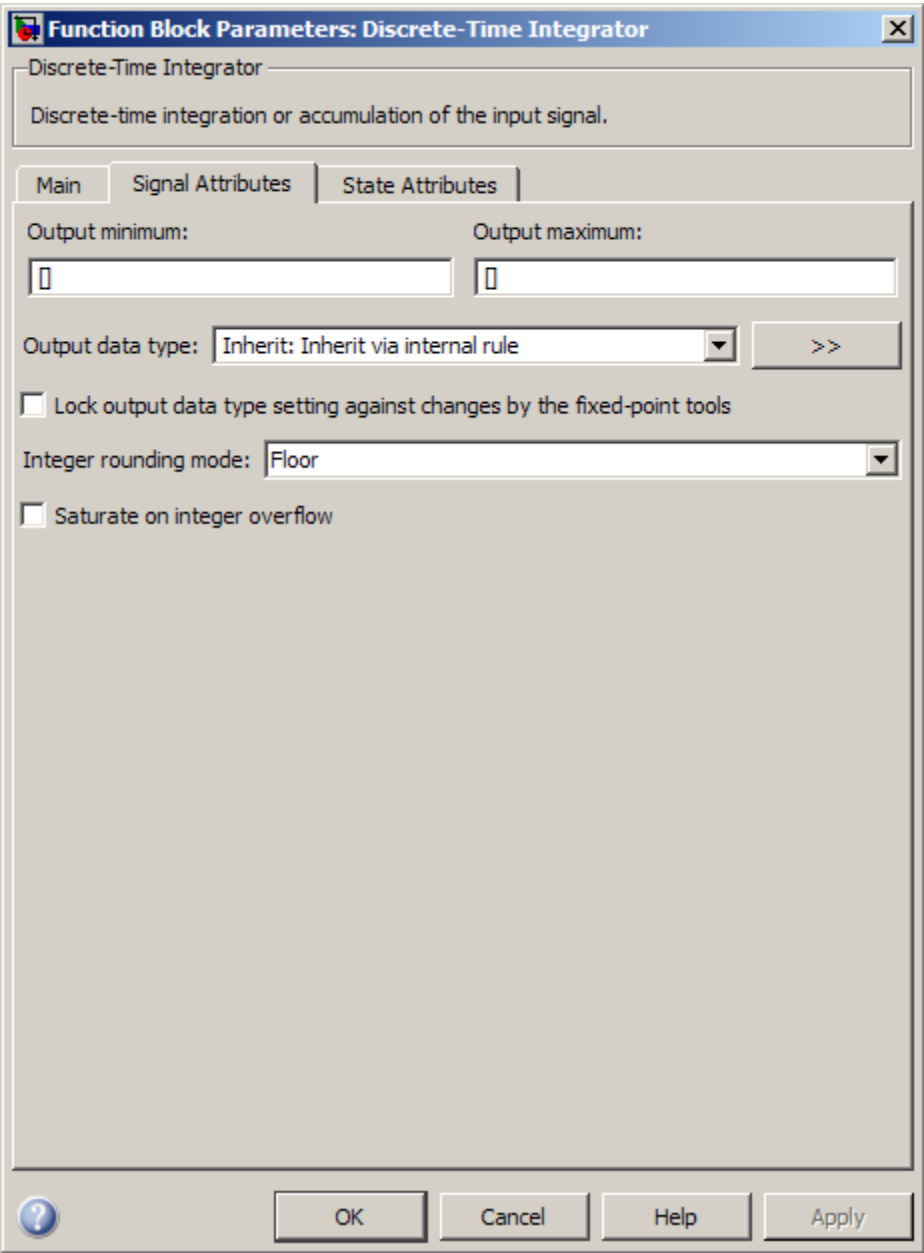 Function Block Parameters: Discrete-Time Integrator
Discrete-Time Integrator
Discrete-time integration or accumulation of the input signal.
Main Signal Attributes State Attributes
Output minimum: Output maximum:
[] []
Output data type: Inherit: Inherit via internal rule >>
Lock output data type setting against changes by the fixed-point tools
Integer rounding mode: Floor
Saturate on integer overflow
? OK Cancel Help Apply